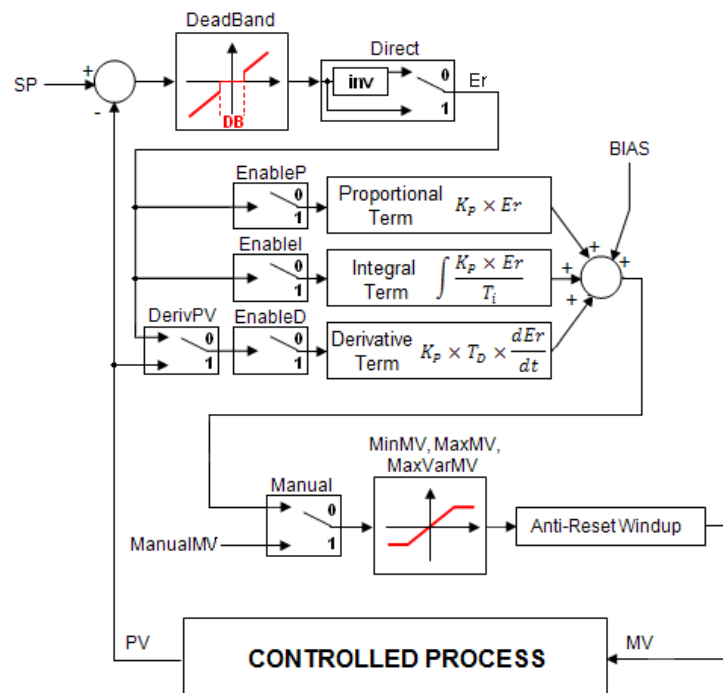 DeadBand
Direct
SP
+
-
DB
inv
0
1
Er
BIAS
EnableP
0
1
Proportional
Term
K_P × Er
+
+
EnableI
0
1
Integral
Term
∫ K_P × Er / T_i
+
+
DerivPV
0
1
EnableD
0
1
Derivative
Term
K_P × T_D × dEr/dt
+
MinMV, MaxMV,
MaxVarMV
Manual
0
1
ManualMV
Anti-Reset Windup
PV
CONTROLLED PROCESS
MV